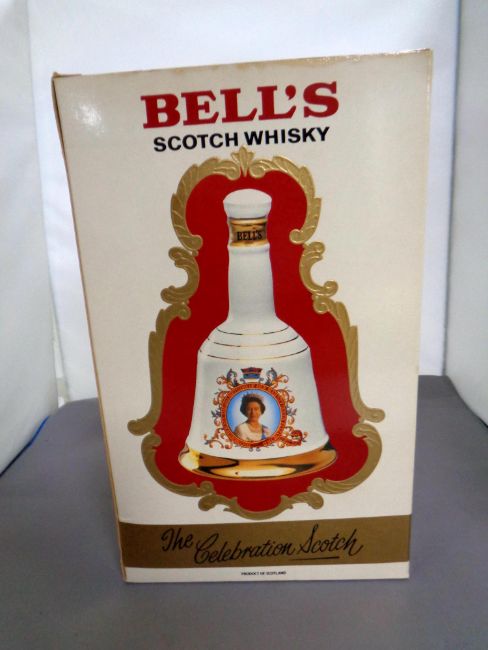 BELL'S
SCOTCH WHISKY
BELL'S
The Celebration Scotch
PRODUCT OF SCOTLAND